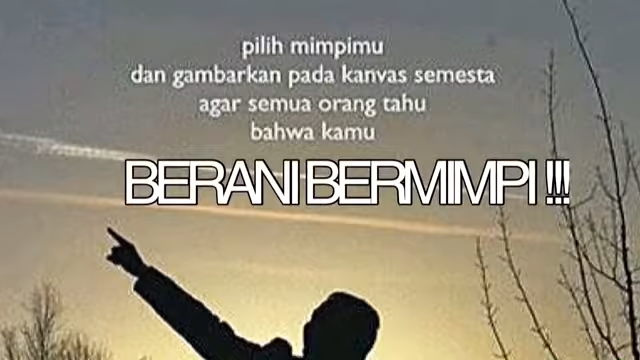 pilih mimpimu
dan gambarkan pada kanvas semesta
agar semua orang tahu
bahwa kamu
BERANI BERMIMPI !!!